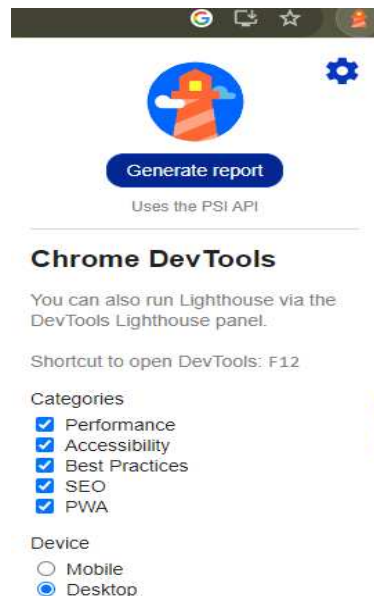 Generate report
Uses the PSI API
Chrome DevTools
You can also run Lighthouse via the
DevTools Lighthouse panel.
Shortcut to open DevTools: F12
Categories
Performance
Accessibility
Best Practices
SEO
PWA
Device
Mobile
Desktop